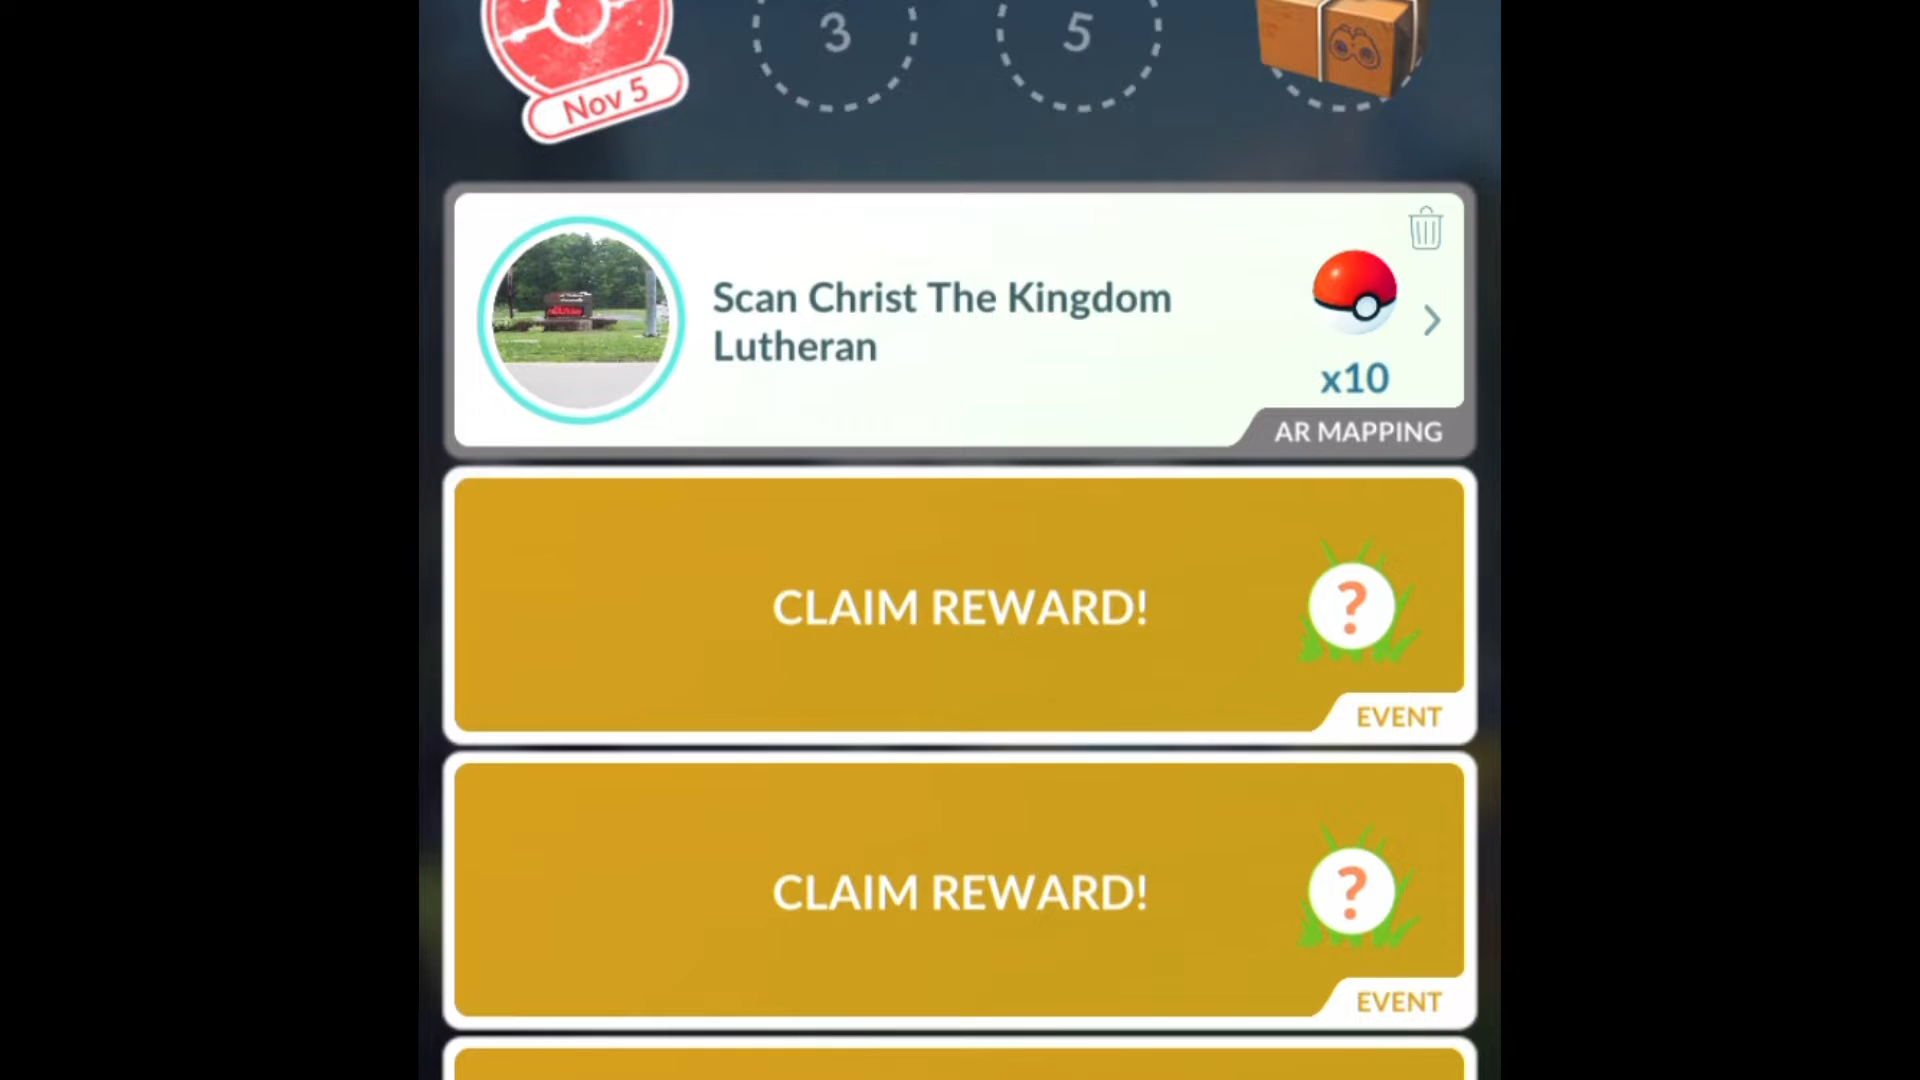 3
5
Nov 5
Scan Christ The Kingdom
Lutheran
x10
AR MAPPING
CLAIM REWARD!
?
EVENT
CLAIM REWARD!
?
EVENT